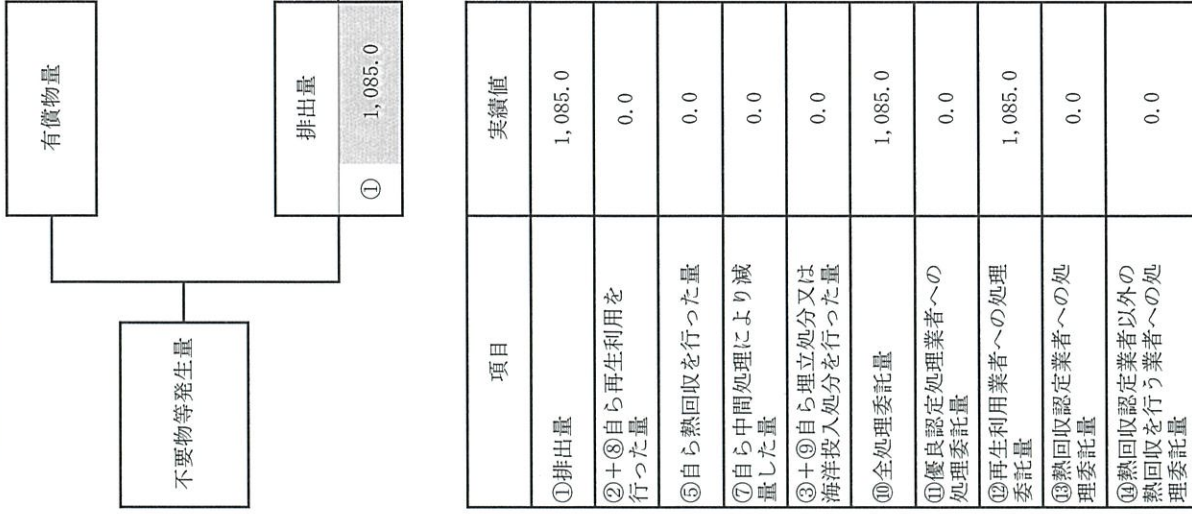 不要物等発生量
有償物量
排出量
① 1,085.0
項目 実績値
①排出量 1,085.0
②+⑧自ら再生利用を
行った量 0.0
⑤自ら熱回収を行った量 0.0
⑦自ら中間処理により減
量した量 0.0
③+⑨自ら埋立処分又は
海洋投入処分を行った量 0.0
⑩全処理委託量 1,085.0
⑪優良認定処理業者への
処理委託量 0.0
⑫再生利用業者への処理
委託量 1,085.0
⑬熱回収認定業者への処
理委託量 0.0
⑭熱回収認定業者以外の
熱回収を行う業者への処
理委託量 0.0